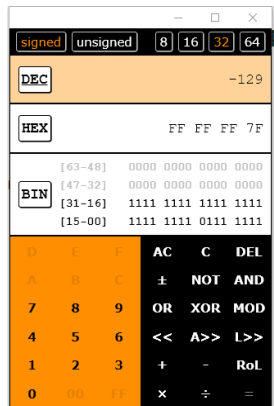 signed unsigned 8 16 32 64
DEC -129
HEX FF FF FF 7F
BIN
[63-48] 0000 0000 0000 0000
[47-32] 0000 0000 0000 0000
[31-16] 1111 1111 1111 1111
[15-00] 1111 1111 0111 1111
D E F AC C DEL
A B C ± NOT AND
7 8 9 OR XOR MOD
4 5 6 << A>> L>>
1 2 3 + - RoL
0 00 FF × ÷ =